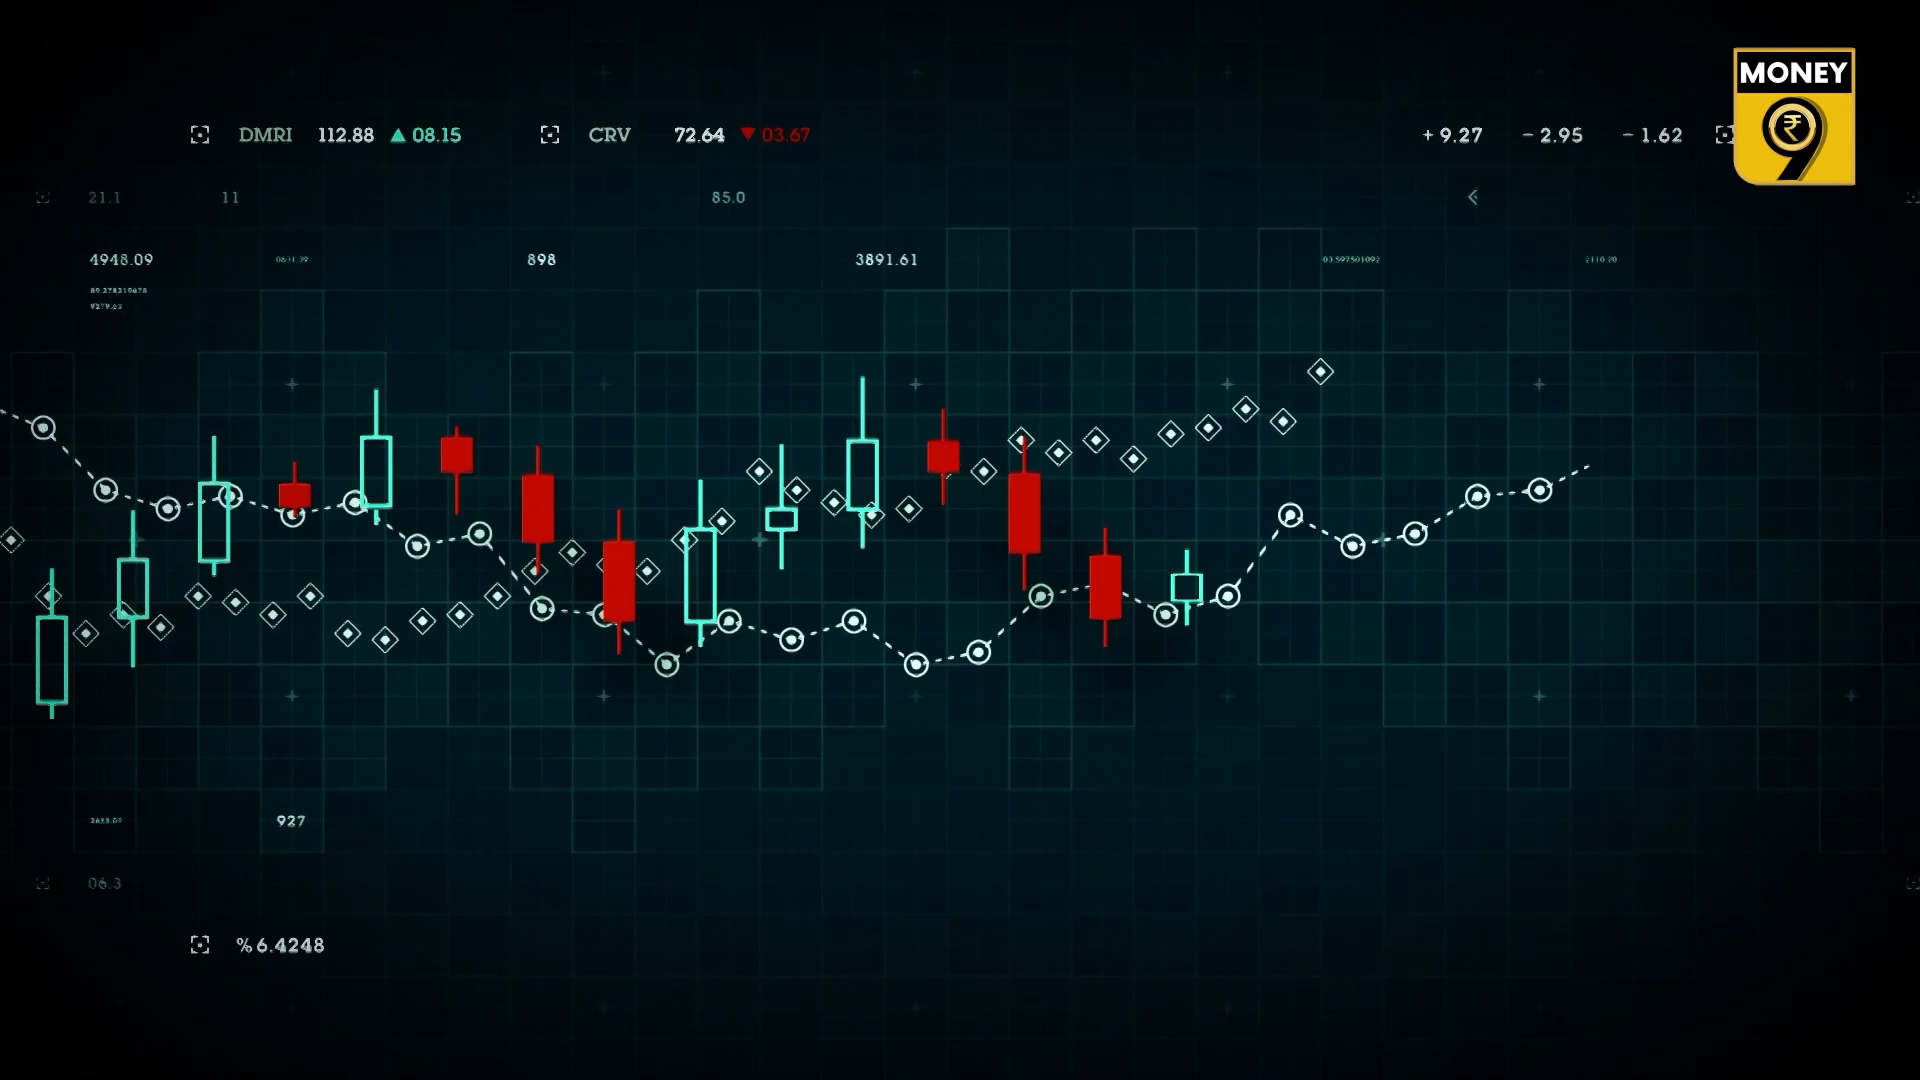 MONEY
9
DMRI 112.88 ▲ 08.15 CRV 72.64 ▼ 03.67 + 9.27 - 2.95 - 1.62
21.1 11 85.0
4948.09 898 3891.61
927
06.3
% 6.4248